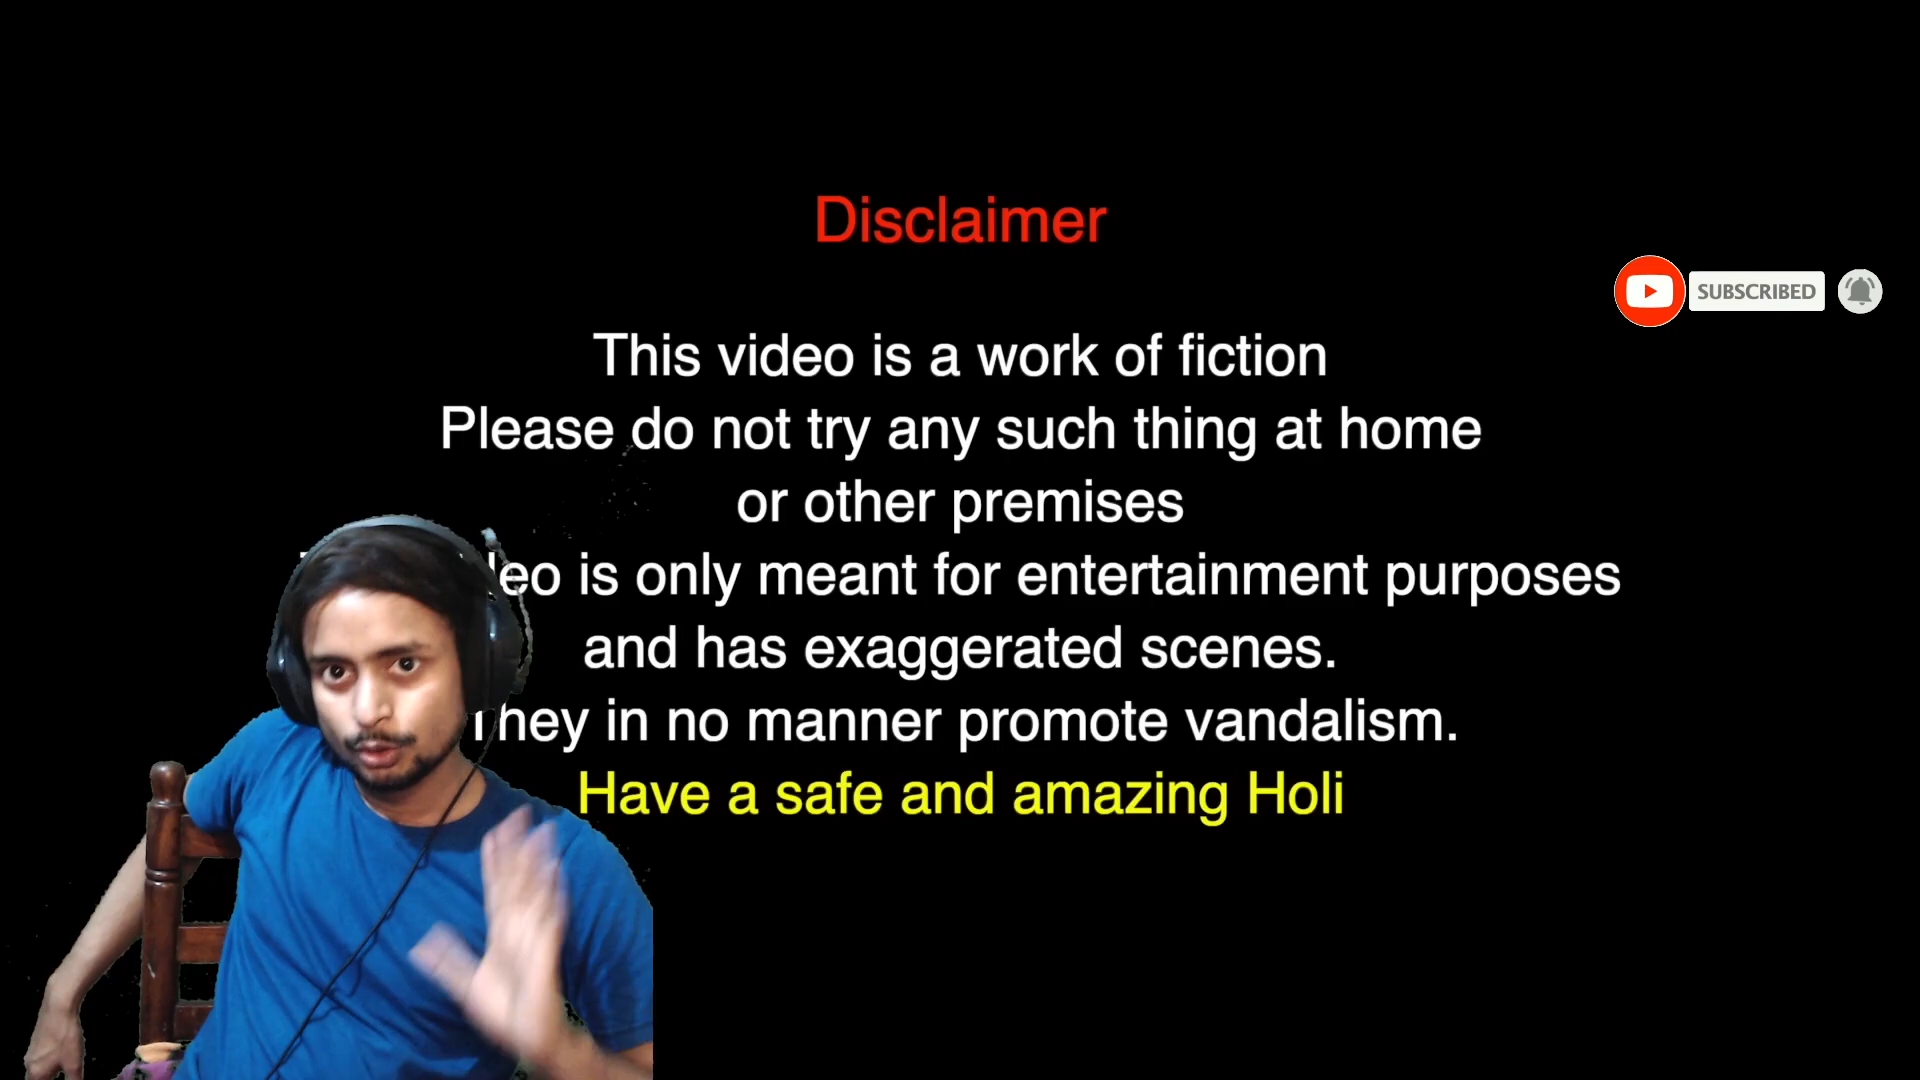 Disclaimer
SUBSCRIBED
This video is a work of fiction
Please do not try any such thing at home
or other premises
is only meant for entertainment purposes
and has exaggerated scenes.
They in no manner promote vandalism.
Have a safe and amazing Holi